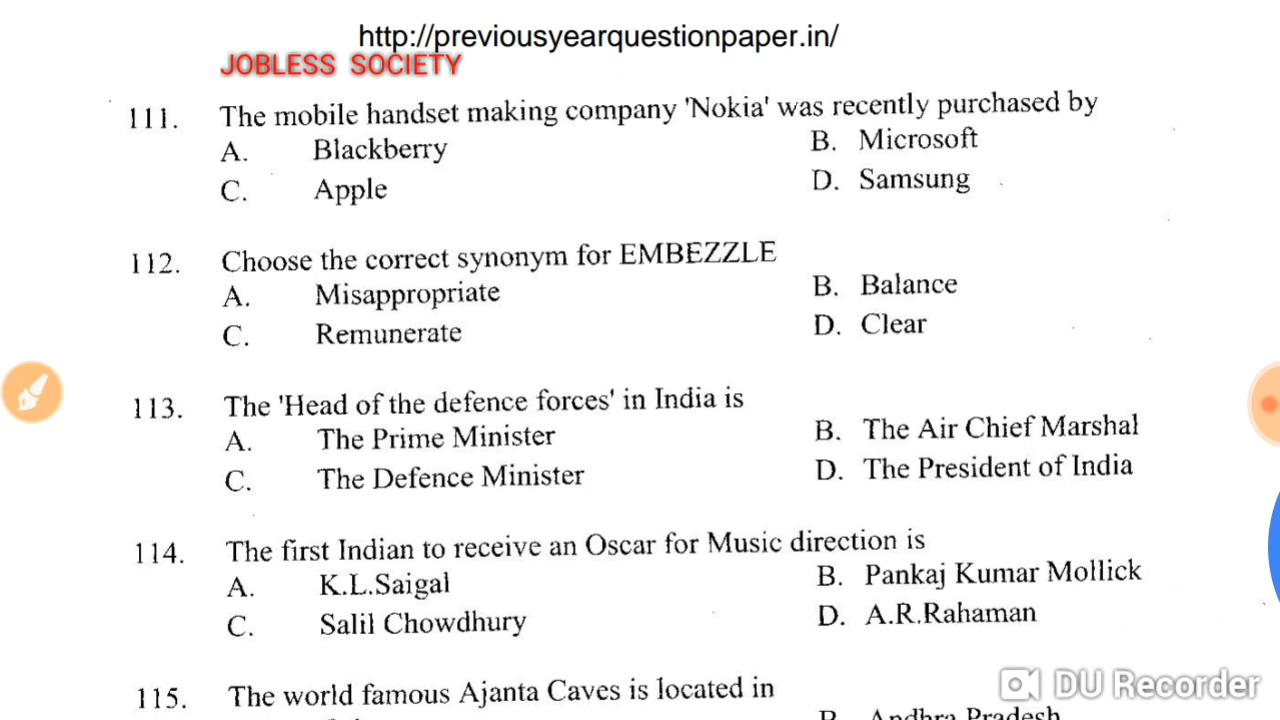 http://previousyearquestionpaper.in/
JOBLESS SOCIETY
111. The mobile handset making company 'Nokia' was recently purchased by
A. Blackberry B. Microsoft
C. Apple D. Samsung
112. Choose the correct synonym for EMBEZZLE
A. Misappropriate B. Balance
C. Remunerate D. Clear
113. The 'Head of the defence forces' in India is
A. The Prime Minister B. The Air Chief Marshal
C. The Defence Minister D. The President of India
114. The first Indian to receive an Oscar for Music direction is
A. K.L.Saigal B. Pankaj Kumar Mollick
C. Salil Chowdhury D. A.R.Rahaman
115. The world famous Ajanta Caves is located in
B. Andhra Pradesh
DU Recorder